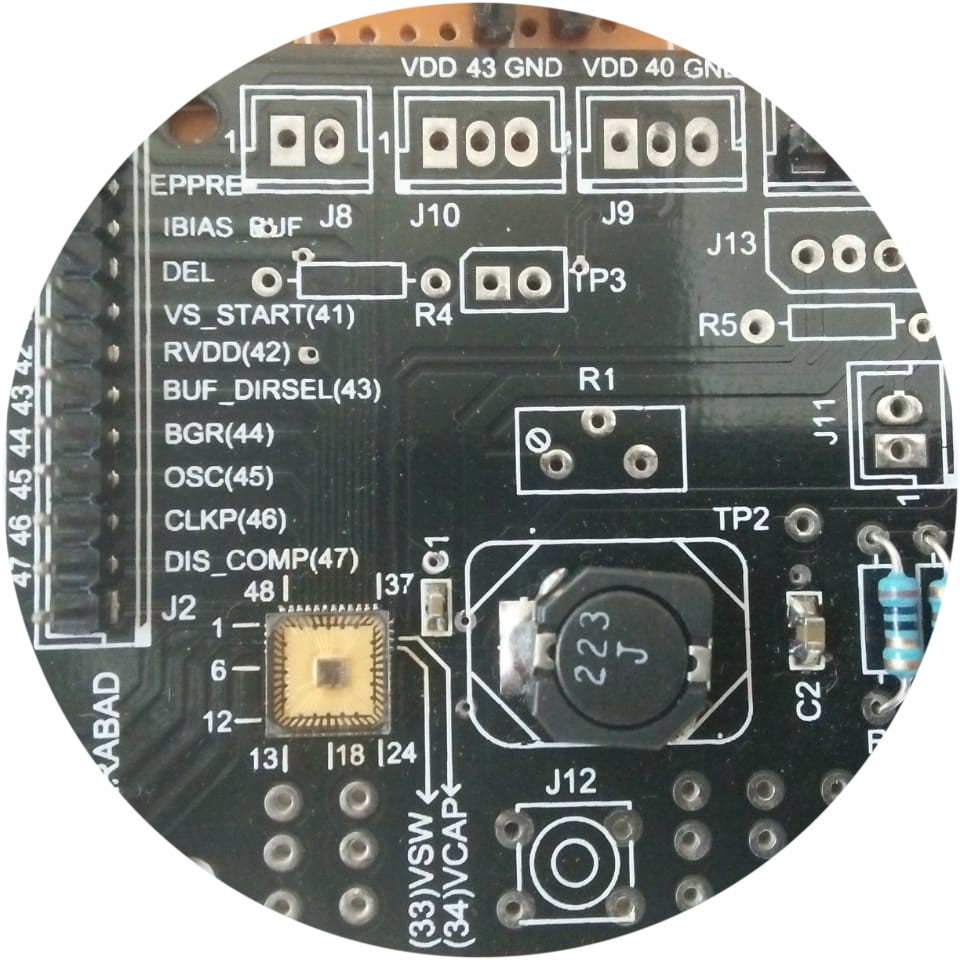 VDD 43 GND
VDD 40 GND
1
1
J8
J10
J9
EPPRE
IBIAS_BUF
DEL
VS_START(41)
RVDD(42)
BUF_DIRSEL(43)
BGR(44)
OSC(45)
CLKP(46)
DIS_COMP(47)
J2
42
43
44
45
46
47
R4
TP3
J13
R5
R1
J11
1
TP2
48
37
1
6
12
13
18
24
223
J
C2
J12
(33)VSW
(34)VCAP
RABAD